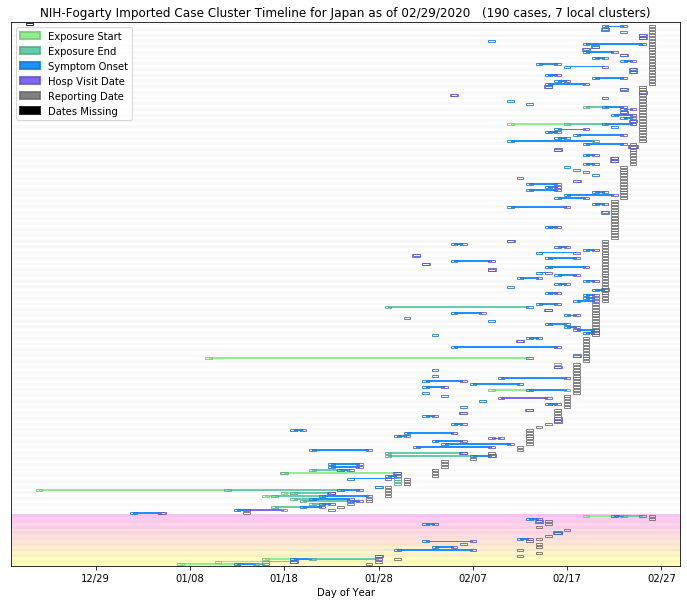 NIH-Fogarty Imported Case Cluster Timeline for Japan as of 02/29/2020 (190 cases, 7 local clusters)
Exposure Start
Exposure End
Symptom Onset
Hosp Visit Date
Reporting Date
Dates Missing
12/29 01/08 01/18 01/28 02/07 02/17 02/27
Day of Year